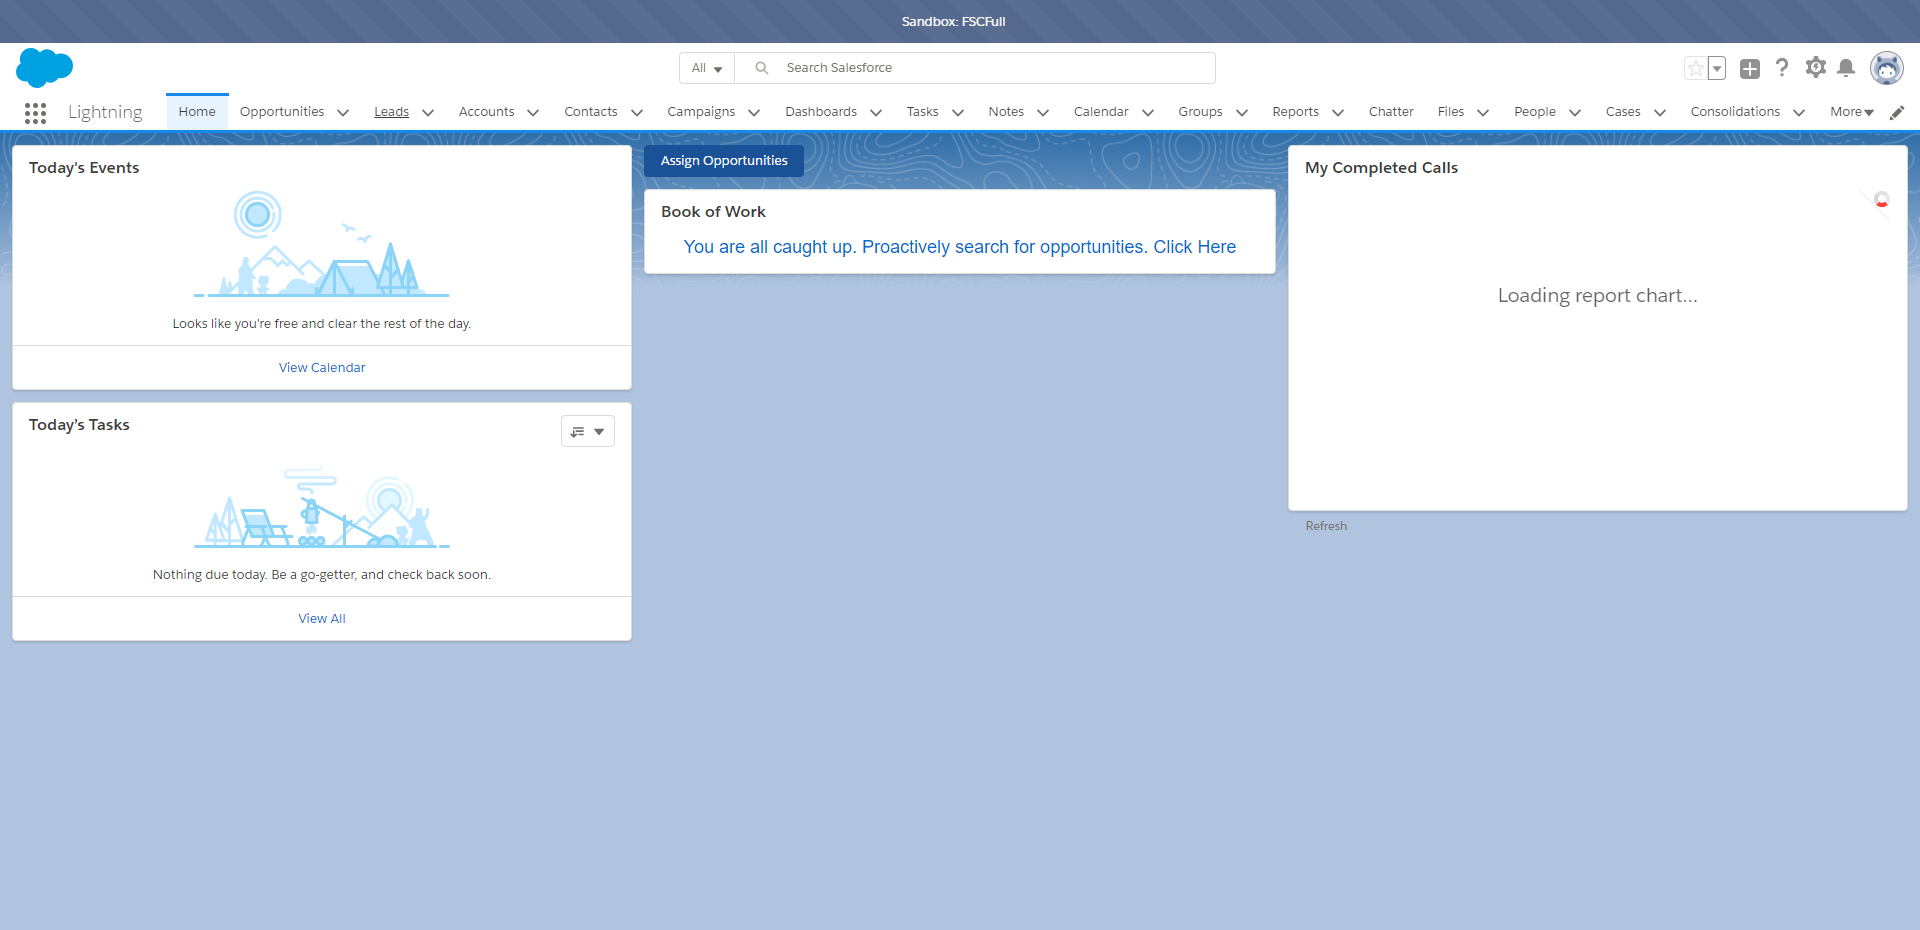 Sandbox: FSCFull
All
Search Salesforce
Lightning
Home
Opportunities
Leads
Accounts
Contacts
Campaigns
Dashboards
Tasks
Notes
Calendar
Groups
Reports
Chatter
Files
People
Cases
Consolidations
More
Today's Events
Looks like you're free and clear the rest of the day.
View Calendar
Today’s Tasks
Nothing due today. Be a go-getter, and check back soon.
View All
Assign Opportunities
Book of Work
You are all caught up. Proactively search for opportunities. Click Here
My Completed Calls
Loading report chart...
Refresh